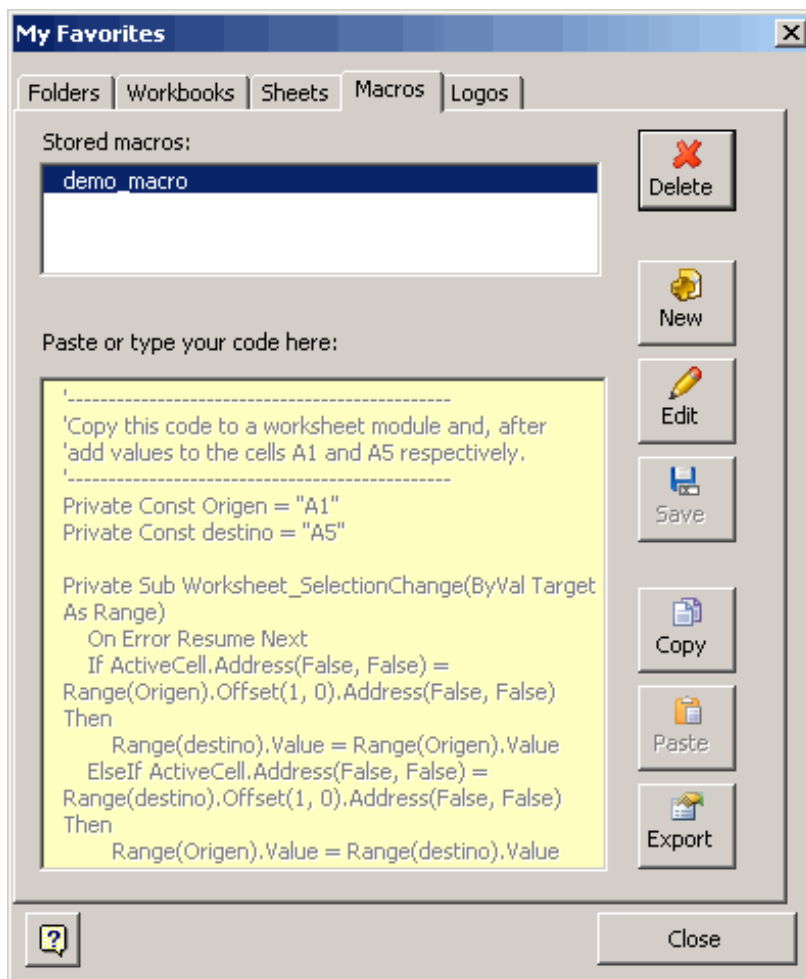 My Favorites
Folders
Workbooks
Sheets
Macros
Logos
Stored macros:
demo_macro
Delete
New
Paste or type your code here:
Edit
Save
'-----------------------------------------------
'Copy this code to a worksheet module and, after
'add values to the cells A1 and A5 respectively.
'-----------------------------------------------
Private Const Origen = "A1"
Private Const destino = "A5"
Private Sub Worksheet_SelectionChange(ByVal Target
As Range)
On Error Resume Next
If ActiveCell.Address(False, False) =
Range(Origen).Offset(1, 0).Address(False, False)
Then
Range(destino).Value = Range(Origen).Value
ElseIf ActiveCell.Address(False, False) =
Range(destino).Offset(1, 0).Address(False, False)
Then
Range(Origen).Value = Range(destino).Value
Copy
Paste
Export
?
Close